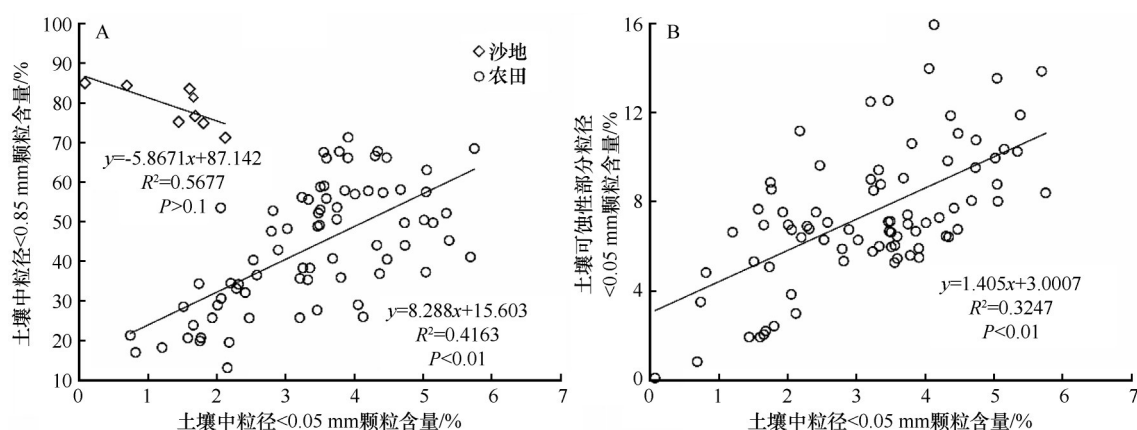 A
沙地
农田
y=-5.8671x+87.142
R²=0.5677
P>0.1
y=8.288x+15.603
R²=0.4163
P<0.01
土壤中粒径<0.85 mm颗粒含量/%
100
90
80
70
60
50
40
30
20
10
0
1
2
3
4
5
6
7
土壤中粒径<0.05 mm颗粒含量/%
B
y=1.405x+3.0007
R²=0.3247
P<0.01
土壤可蚀性部分粒径
<0.05 mm颗粒含量/%
16
12
8
4
0
0
1
2
3
4
5
6
7
土壤中粒径<0.05 mm颗粒含量/%